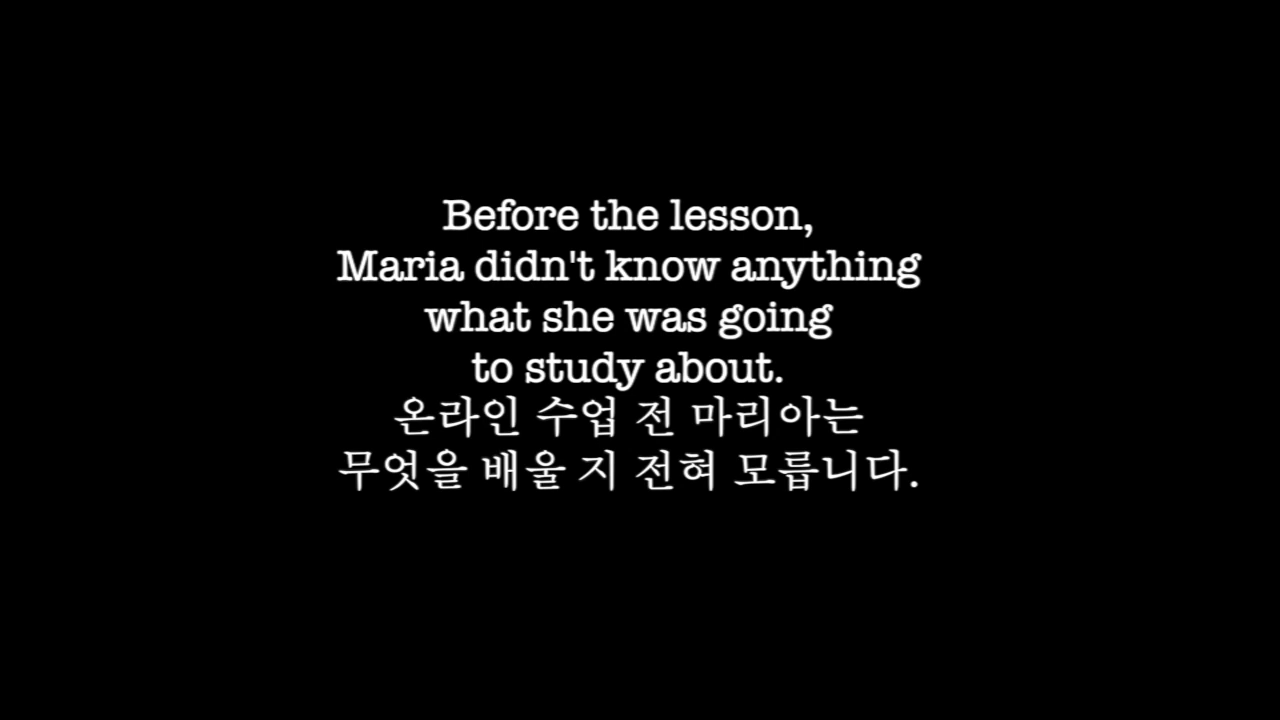 Before the lesson,
Maria didn't know anything
what she was going
to study about.
온라인 수업 전 마리아는
무엇을 배울 지 전혀 모릅니다.